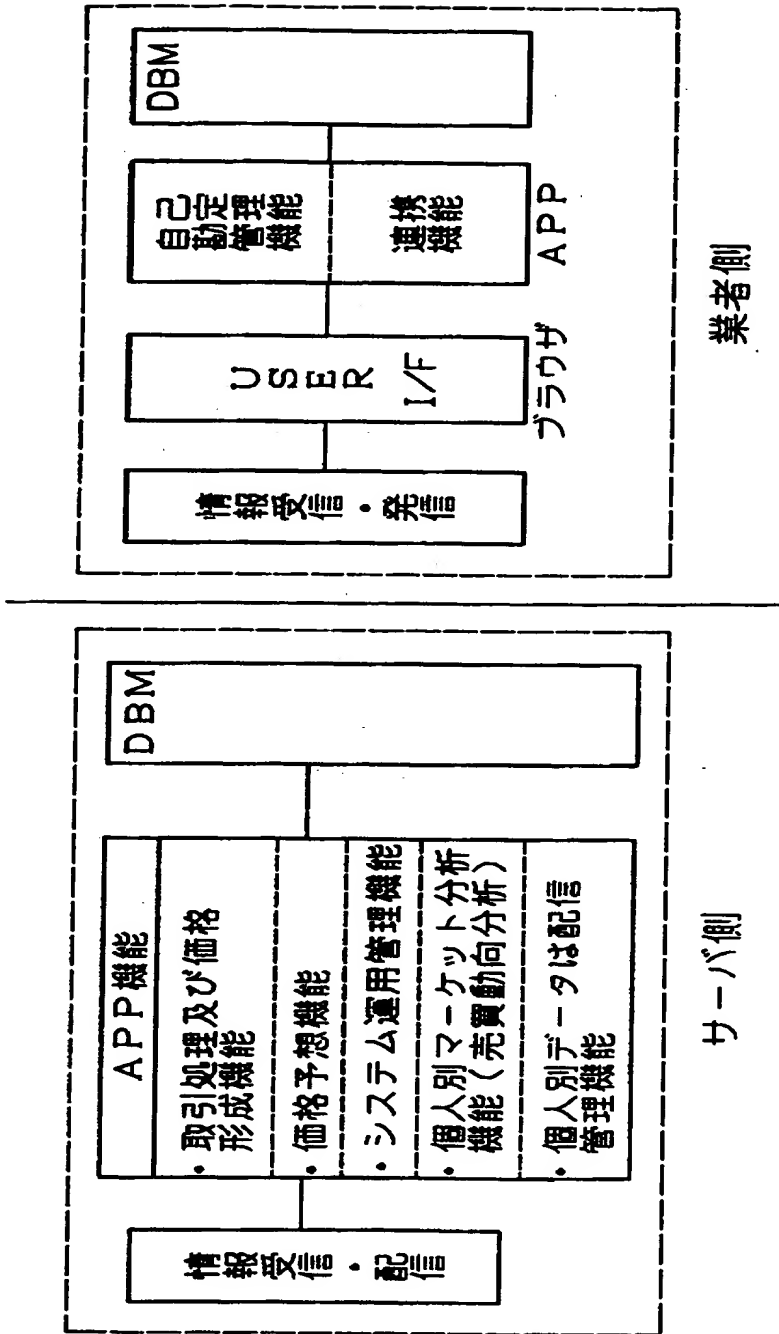 情報受信・配信
APP機能
・取引処理及び価格
形成機能
・価格予想機能
・システム運用管理機能
・個人別マーケット分析
機能(売買動向分析)
・個人別データは配信
管理機能
DBM
サーバ側
情報受信・発信
USER
I/F
ブラウザ
自己
勘定
管理
機能
連携
機能
APP
DBM
業者側